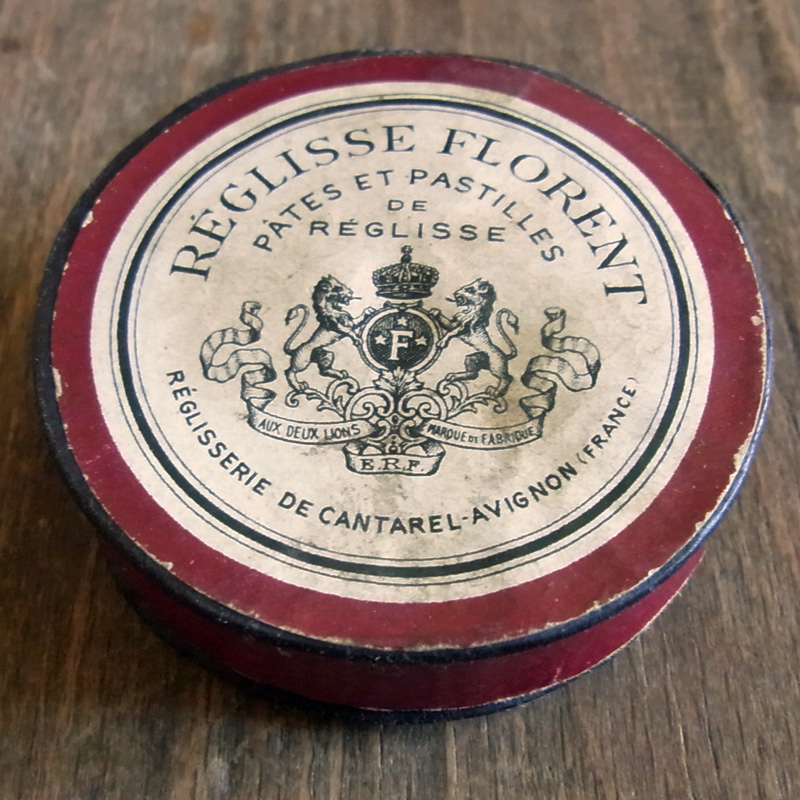 RÉGLISSE FLORENT
PÂTES ET PASTILLES
DE
RÉGLISSE
F
AUX DEUX LIONS
MARQUE DE FABRIQUE
E.R.F.
RÉGLISSERIE DE CANTAREL-AVIGNON (FRANCE)